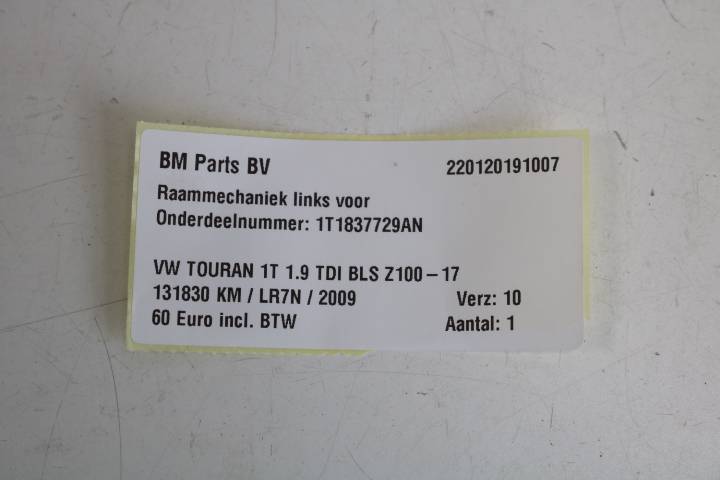 BM Parts BV 220120191007
Raammechaniek links voor
Onderdeelnummer: 1T1837729AN
VW TOURAN 1T 1.9 TDI BLS Z100-17
131830 KM / LR7N / 2009 Verz: 10
60 Euro incl. BTW Aantal: 1